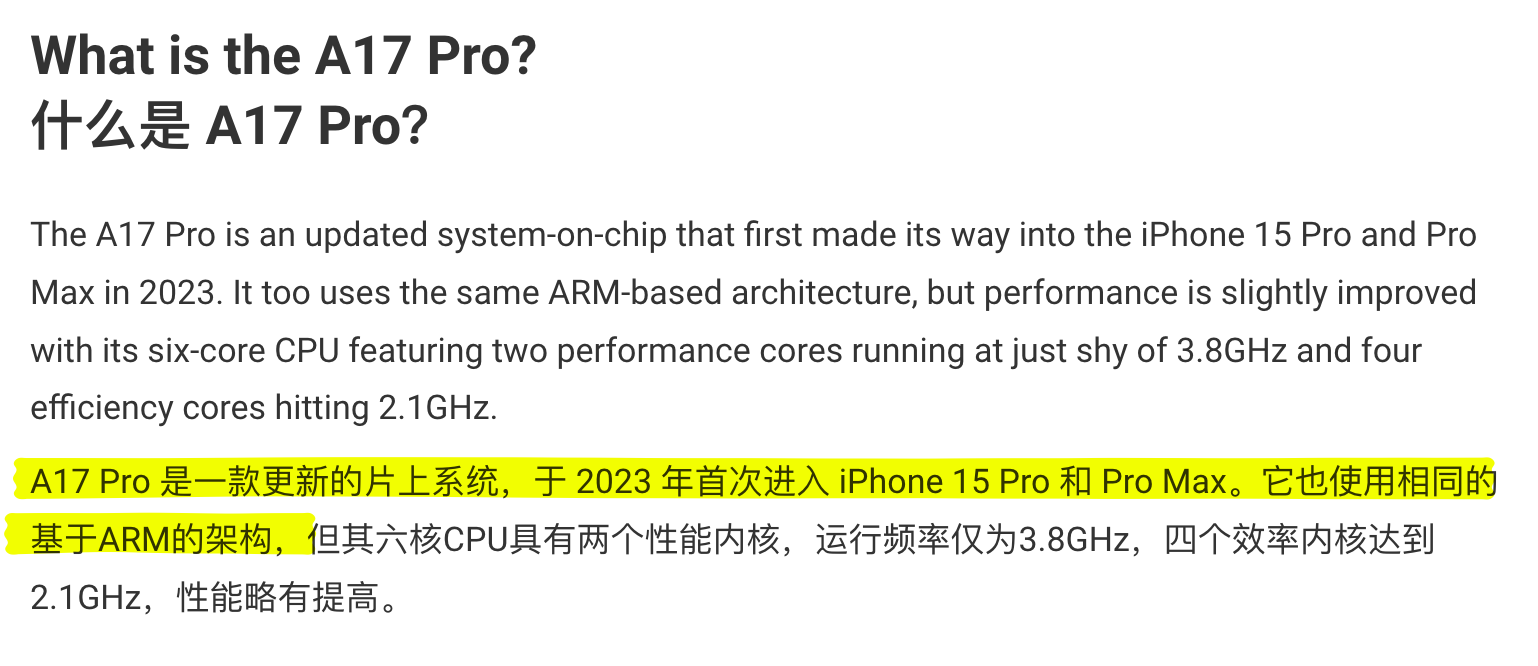 What is the A17 Pro?
什么是 A17 Pro?
The A17 Pro is an updated system-on-chip that first made its way into the iPhone 15 Pro and Pro
Max in 2023. It too uses the same ARM-based architecture, but performance is slightly improved
with its six-core CPU featuring two performance cores running at just shy of 3.8GHz and four
efficiency cores hitting 2.1GHz.
A17 Pro 是一款更新的片上系统，于 2023 年首次进入 iPhone 15 Pro 和 Pro Max。它也使用相同的
基于ARM的架构，但其六核CPU具有两个性能内核，运行频率仅为3.8GHz，四个效率内核达到
2.1GHz，性能略有提高。